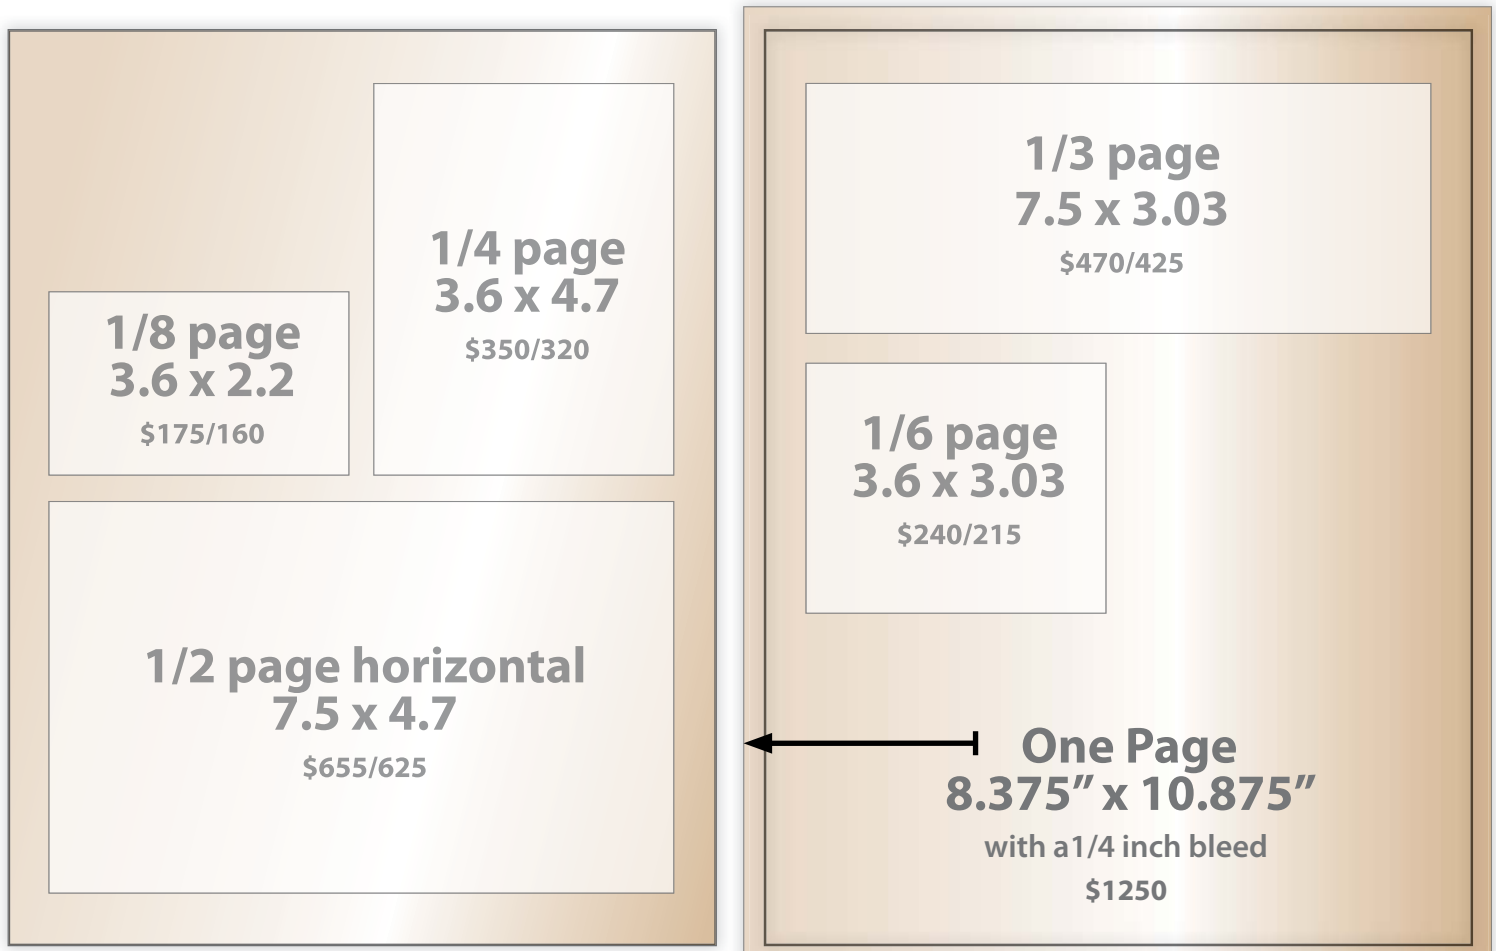 1/4 page
3.6 x 4.7
$350/320
1/8 page
3.6 x 2.2
$175/160
1/2 page horizontal
7.5 x 4.7
$655/625
1/3 page
7.5 x 3.03
$470/425
1/6 page
3.6 x 3.03
$240/215
One Page
8.375” x 10.875”
with a1/4 inch bleed
$1250